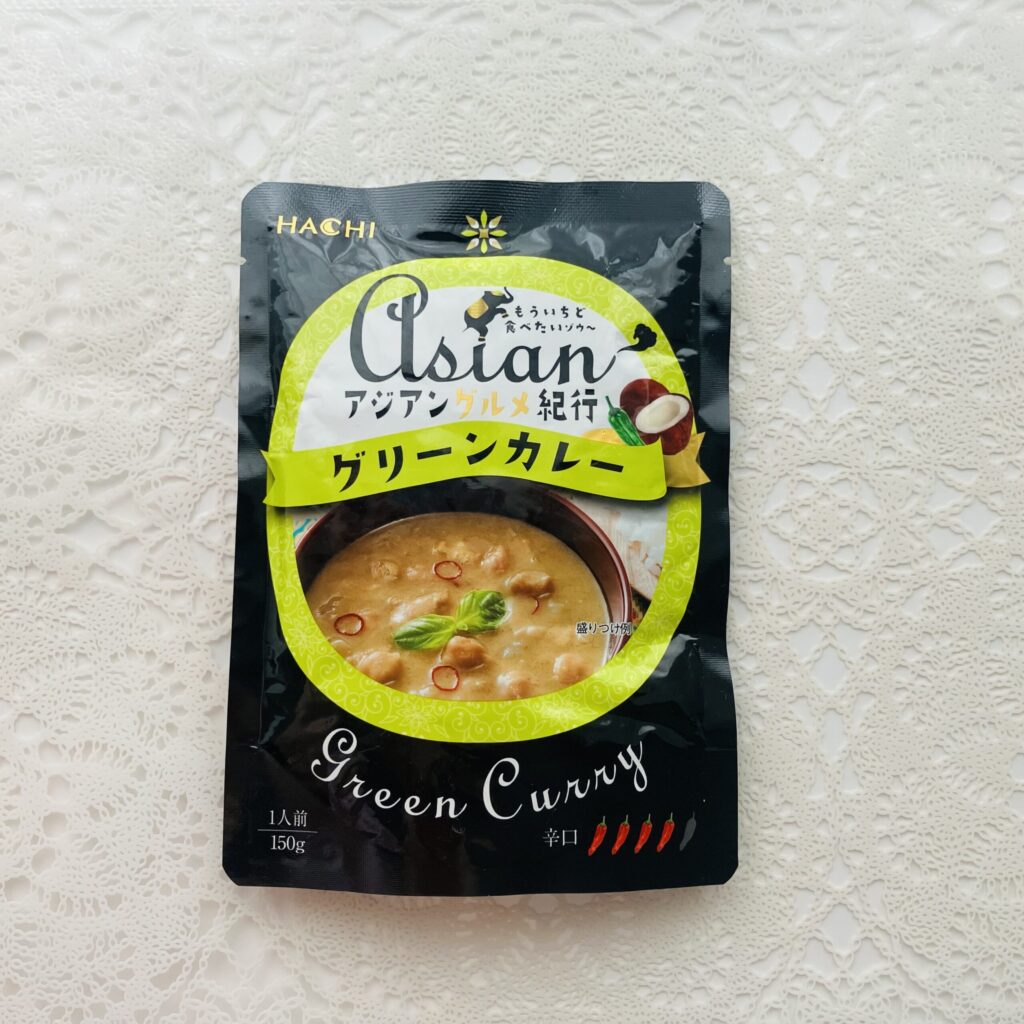 HACHI
もういちど
食べたいゾウ〜
Asian
アジアングルメ紀行
グリーンカレー
盛りつけ例
Green Curry
1人前
150g
辛口